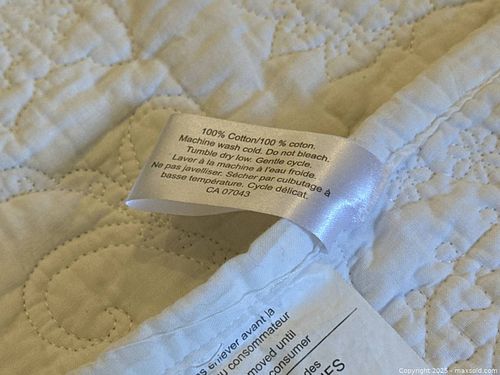 100% Cotton/100 % coton.
Machine wash cold. Do not bleach.
Tumble dry low. Gentle cycle.
Laver à la machine à l'eau froide.
Ne pas javelliser. Sécher par culbutage à
basse température. Cycle délicat.
CA 07043
enlever avant la
u consommateur
moved until
consumer
des
ES
Copyright 2025 - maxsold.com